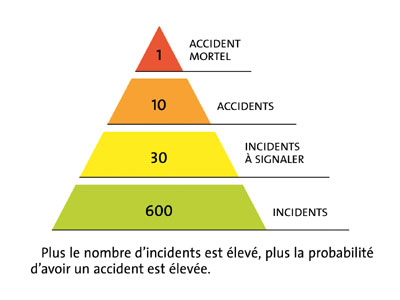 1
ACCIDENT
MORTEL
10
ACCIDENTS
30
INCIDENTS
À SIGNALER
600
INCIDENTS
Plus le nombre d'incidents est élevé, plus la probabilité
d'avoir un accident est élevée.